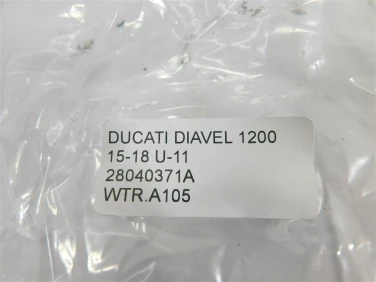 DUCATI DIAVEL 1200
15-18 U-11
28040371A
WTR.A105